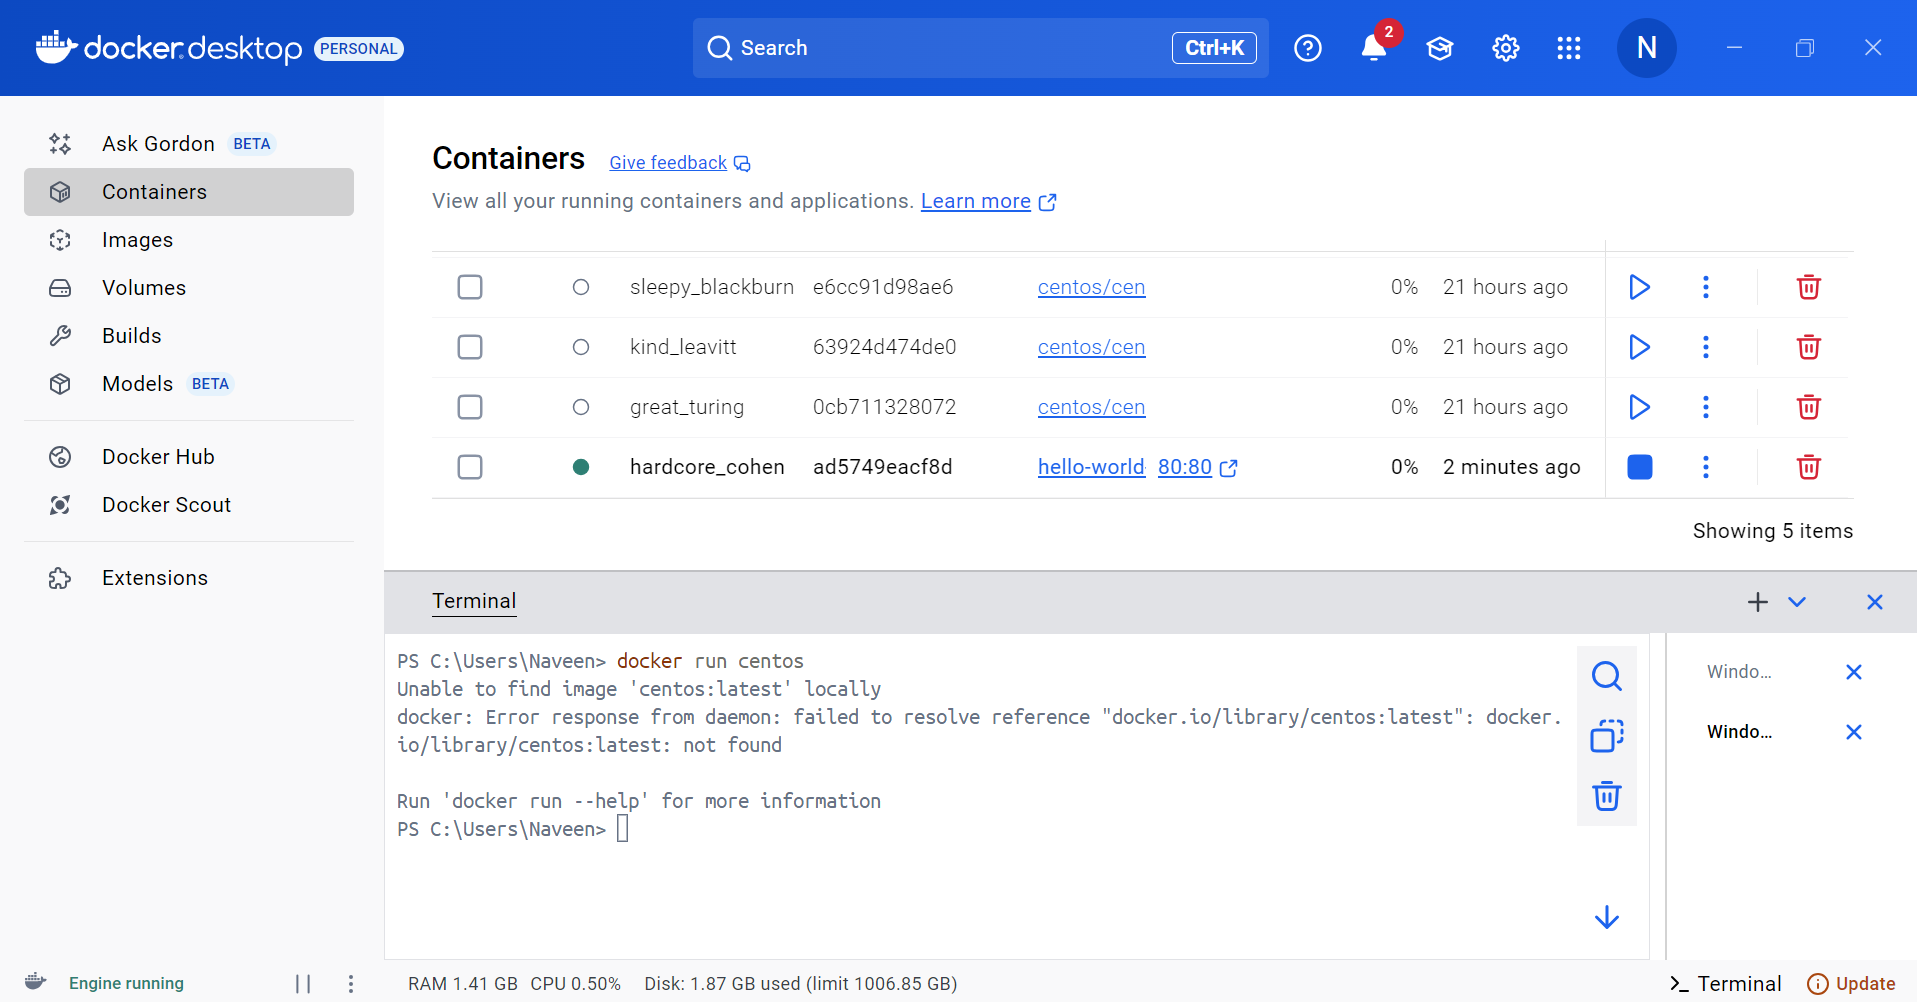 docker desktop PERSONAL
Search Ctrl+K
2
N
Ask Gordon BETA
Containers
Images
Volumes
Builds
Models BETA
Docker Hub
Docker Scout
Extensions
Containers Give feedback
View all your running containers and applications. Learn more
sleepy_blackburn e6cc91d98ae6 centos/cen 0% 21 hours ago
kind_leavitt 63924d474de0 centos/cen 0% 21 hours ago
great_turing 0cb711328072 centos/cen 0% 21 hours ago
hardcore_cohen ad5749eacf8d hello-world 80:80 0% 2 minutes ago
Showing 5 items
Terminal
PS C:\Users\Naveen> docker run centos
Unable to find image 'centos:latest' locally
docker: Error response from daemon: failed to resolve reference "docker.io/library/centos:latest": docker.
io/library/centos:latest: not found
Run 'docker run --help' for more information
PS C:\Users\Naveen>
Windo...
Windo...
Engine running
RAM 1.41 GB CPU 0.50% Disk: 1.87 GB used (limit 1006.85 GB)
Terminal
Update